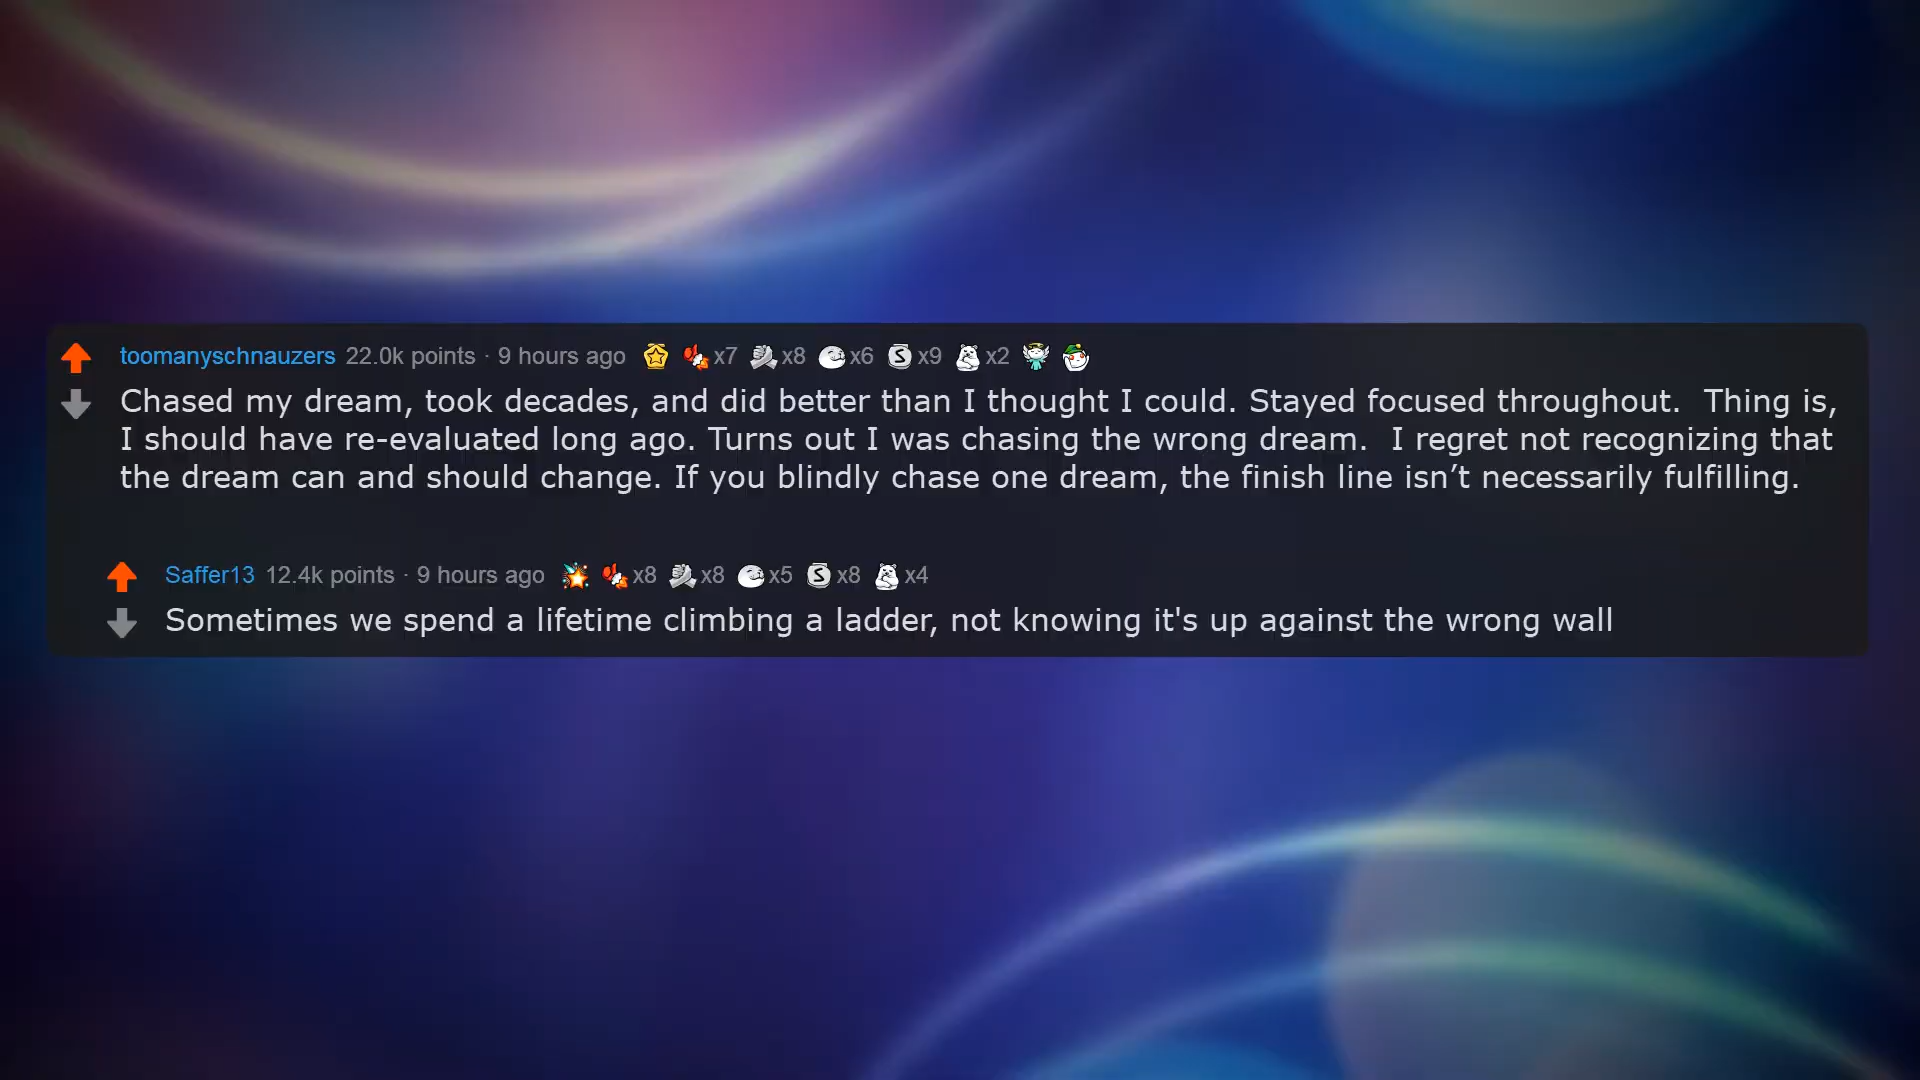 toomanyschnauzers 22.0k points · 9 hours ago x7 x8 x6 x9 x2
Chased my dream, took decades, and did better than I thought I could. Stayed focused throughout.  Thing is,
I should have re-evaluated long ago. Turns out I was chasing the wrong dream.  I regret not recognizing that
the dream can and should change. If you blindly chase one dream, the finish line isn’t necessarily fulfilling.
Saffer13 12.4k points · 9 hours ago x8 x8 x5 x8 x4
Sometimes we spend a lifetime climbing a ladder, not knowing it's up against the wrong wall